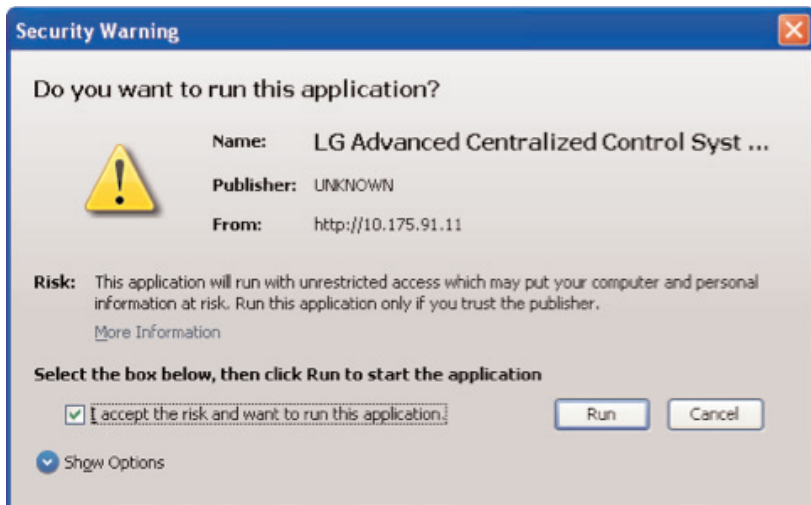 Security Warning
Do you want to run this application?
Name: LG Advanced Centralized Control Syst ...
Publisher: UNKNOWN
From: http://10.175.91.11
Risk: This application will run with unrestricted access which may put your computer and personal
information at risk. Run this application only if you trust the publisher.
More Information
Select the box below, then click Run to start the application
I accept the risk and want to run this application.
Run Cancel
Show Options